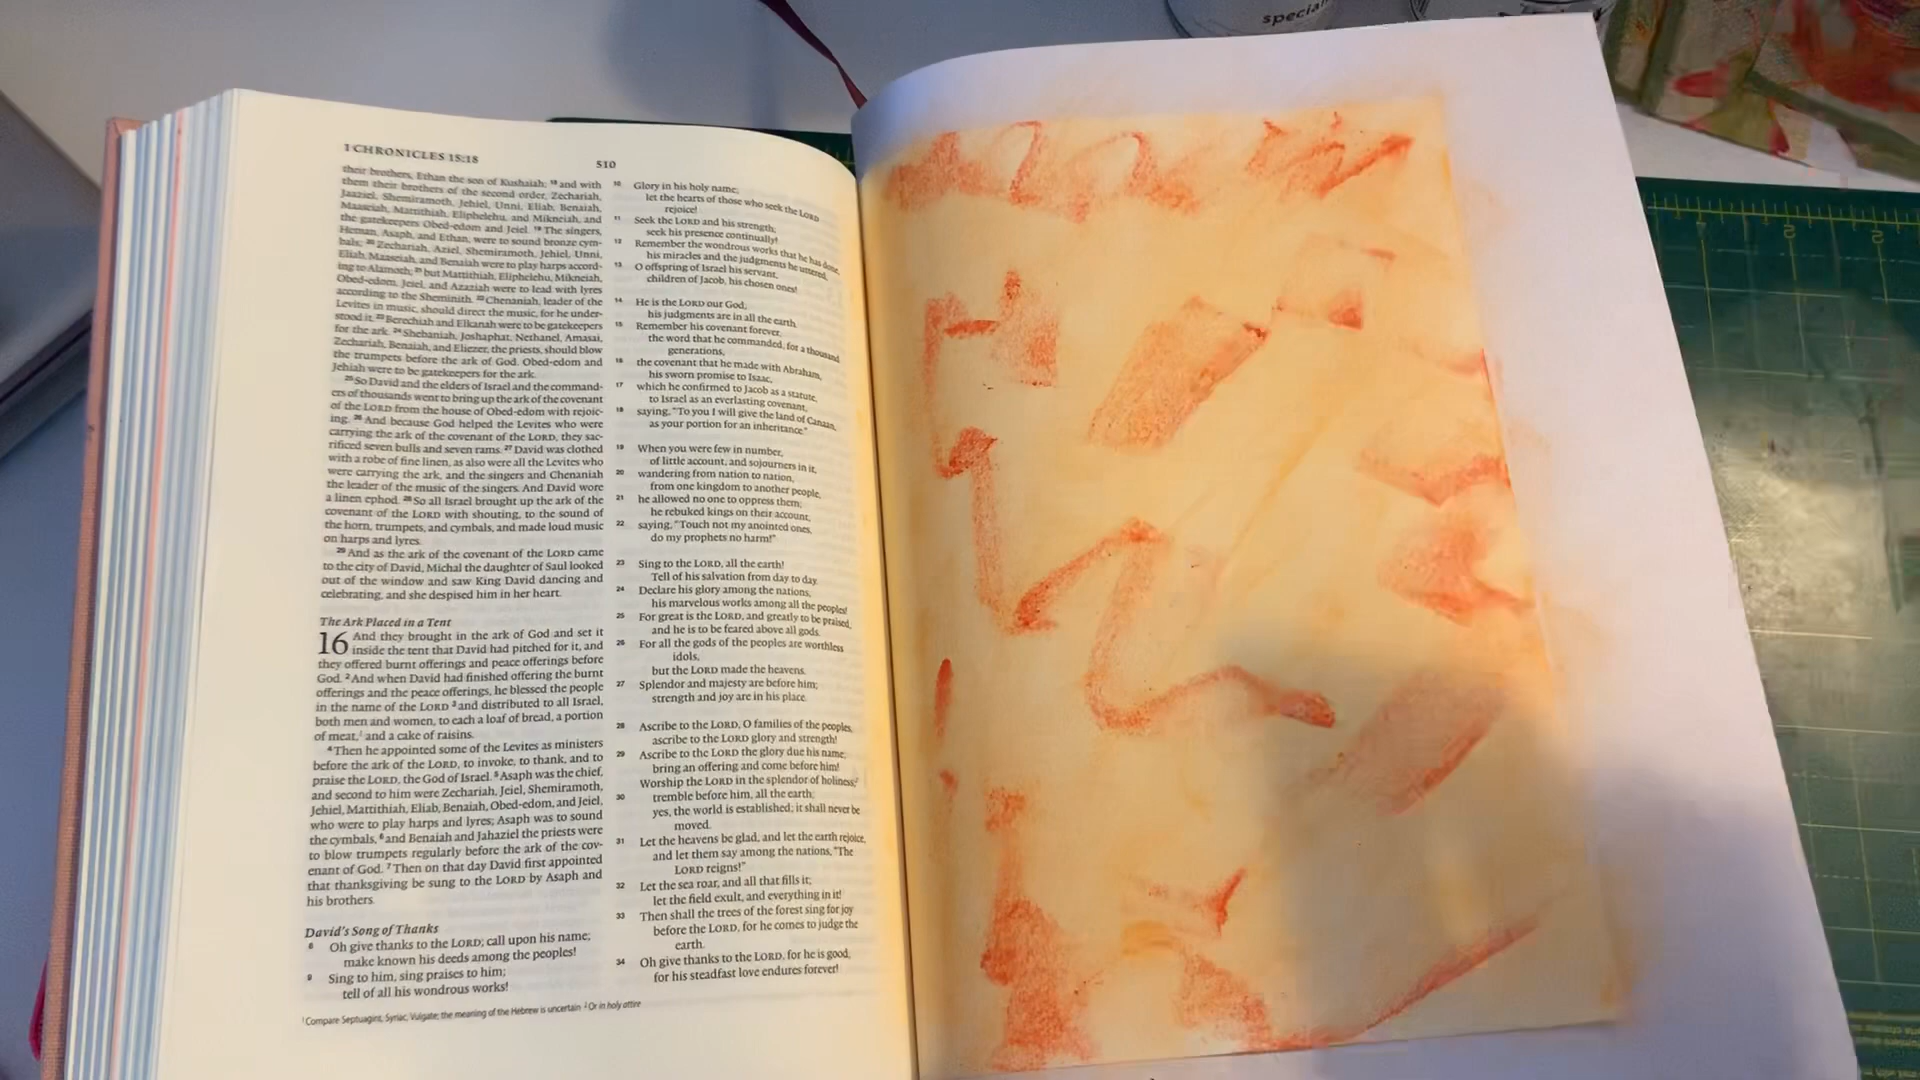 special
1 CHRONICLES 15:18
510
their brothers, Ethan the son of Kushaiah; 19 and with
them their brothers of the second order, Zechariah,
Jaaziel, Shemiramoth, Jehiel, Unni, Eliab, Benaiah,
Maaseiah, Mattithiah, Eliphelehu, and Mikneiah, and
the gatekeepers Obed-edom and Jeiel. 19 The singers,
Heman, Asaph, and Ethan, were to sound bronze cym-
bals; 20 Zechariah, Aziel, Shemiramoth, Jehiel, Unni,
Eliab, Maaseiah, and Benaiah were to play harps accord-
ing to Alamoth; 21 but Mattithiah, Eliphelehu, Mikneiah,
Obed-edom, Jeiel, and Azaziah were to lead with lyres
according to the Sheminith. 22 Chenaniah, leader of the
Levites in music, should direct the music, for he under-
stood it. 23 Berechiah and Elkanah were to be gatekeepers
for the ark. 24 Shebaniah, Joshaphat, Nethanel, Amasai,
Zechariah, Benaiah, and Eliezer, the priests, should blow
the trumpets before the ark of God. Obed-edom and
Jehiah were to be gatekeepers for the ark.
25 So David and the elders of Israel and the command-
ers of thousands went to bring up the ark of the covenant
of the LORD from the house of Obed-edom with rejoic-
ing. 26 And because God helped the Levites who were
carrying the ark of the covenant of the LORD, they sac-
rificed seven bulls and seven rams. 27 David was clothed
with a robe of fine linen, as also were all the Levites who
were carrying the ark, and the singers and Chenaniah
the leader of the music of the singers. And David wore
a linen ephod. 28 So all Israel brought up the ark of the
covenant of the LORD with shouting, to the sound of
the horn, trumpets, and cymbals, and made loud music
on harps and lyres.
29 And as the ark of the covenant of the LORD came
to the city of David, Michal the daughter of Saul looked
out of the window and saw King David dancing and
celebrating, and she despised him in her heart.
The Ark Placed in a Tent
16 And they brought in the ark of God and set it
inside the tent that David had pitched for it, and
they offered burnt offerings and peace offerings before
God. 2 And when David had finished offering the burnt
offerings and the peace offerings, he blessed the people
in the name of the LORD 3 and distributed to all Israel,
both men and women, to each a loaf of bread, a portion
of meat,1 and a cake of raisins.
4 Then he appointed some of the Levites as ministers
before the ark of the LORD, to invoke, to thank, and to
praise the LORD, the God of Israel. 5 Asaph was the chief,
and second to him were Zechariah, Jeiel, Shemiramoth,
Jehiel, Mattithiah, Eliab, Benaiah, Obed-edom, and Jeiel,
who were to play harps and lyres; Asaph was to sound
the cymbals, 6 and Benaiah and Jahaziel the priests were
to blow trumpets regularly before the ark of the cov-
enant of God. 7 Then on that day David first appointed
that thanksgiving be sung to the LORD by Asaph and
his brothers.
David's Song of Thanks
8 Oh give thanks to the LORD; call upon his name;
make known his deeds among the peoples!
9 Sing to him, sing praises to him;
tell of all his wondrous works!
10 Glory in his holy name;
let the hearts of those who seek the LORD
rejoice!
11 Seek the LORD and his strength;
seek his presence continually!
12 Remember the wondrous works that he has done,
his miracles and the judgments he uttered,
13 O offspring of Israel his servant,
children of Jacob, his chosen ones!
14 He is the LORD our God;
his judgments are in all the earth.
15 Remember his covenant forever,
the word that he commanded, for a thousand
generations,
16 the covenant that he made with Abraham,
his sworn promise to Isaac,
17 which he confirmed to Jacob as a statute,
to Israel as an everlasting covenant,
18 saying, "To you I will give the land of Canaan,
as your portion for an inheritance."
19 When you were few in number,
of little account, and sojourners in it,
20 wandering from nation to nation,
from one kingdom to another people,
21 he allowed no one to oppress them;
he rebuked kings on their account,
22 saying, "Touch not my anointed ones,
do my prophets no harm!"
23 Sing to the LORD, all the earth!
Tell of his salvation from day to day.
24 Declare his glory among the nations,
his marvelous works among all the peoples!
25 For great is the LORD, and greatly to be praised,
and he is to be feared above all gods.
26 For all the gods of the peoples are worthless
idols,
but the LORD made the heavens.
27 Splendor and majesty are before him;
strength and joy are in his place.
28 Ascribe to the LORD, O families of the peoples,
ascribe to the LORD glory and strength!
29 Ascribe to the LORD the glory due his name;
bring an offering and come before him!
Worship the LORD in the splendor of holiness;2
30 tremble before him, all the earth;
yes, the world is established; it shall never be
moved.
31 Let the heavens be glad, and let the earth rejoice,
and let them say among the nations, "The
LORD reigns!"
32 Let the sea roar, and all that fills it;
let the field exult, and everything in it!
33 Then shall the trees of the forest sing for joy
before the LORD, for he comes to judge the
earth.
34 Oh give thanks to the LORD, for he is good;
for his steadfast love endures forever!
1 Compare Septuagint, Syriac, Vulgate; the meaning of the Hebrew is uncertain 2 Or in holy attire